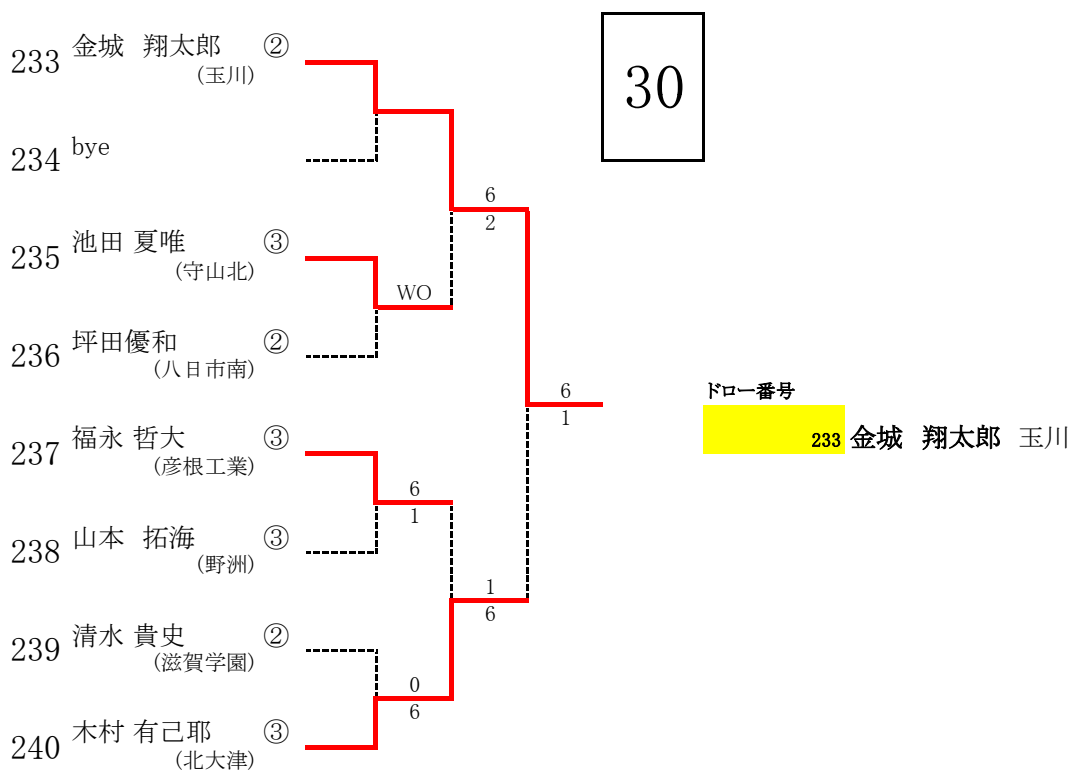 30
233 金城 翔太郎 ②
(玉川)
234 bye
6
2
235 池田 夏唯 ③
(守山北)
WO
236 坪田優和 ②
(八日市南)
6
1
ドロー番号
233 金城 翔太郎 玉川
237 福永 哲大 ③
(彦根工業)
6
1
238 山本 拓海 ③
(野洲)
1
6
239 清水 貴史 ②
(滋賀学園)
0
6
240 木村 有己耶 ③
(北大津)